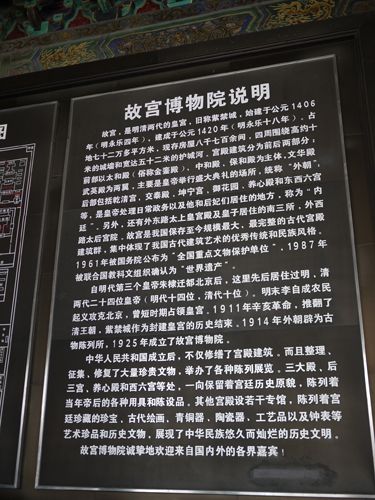 故宫博物院说明
故宫，是明清两代的皇宫，旧称紫禁城，始建于公元1406
年（明永乐四年），建成于公元1420年（明永乐十八年），占
地七十二万多平方米，现存房屋八千七百余间，四周围绕高约十
米的城墙和宽达五十二米的护城河。宫殿建筑分为前后两部分，
前部以太和殿（俗称金銮殿）、中和殿、保和殿为主体，文华殿
武英殿为两翼，主要是皇帝举行盛大典礼的场所，统称“外朝”。
后部包括乾清宫、交泰殿、坤宁宫、御花园、养心殿和东西六宫
等，是皇帝处理日常政务以及他和后妃们居住的地方，称为“内
廷”。另外，还有外东路太上皇宫殿及皇子居住的南三所，外西
路太后宫院。故宫是我国保存至今规模最大、最完整的古代宫殿
建筑群，集中体现了我国古代建筑艺术的优秀传统和民族风格。
1961年被国务院公布为“全国重点文物保护单位”，1987年
被联合国教科文组织确认为“世界遗产”。
自明代第三个皇帝朱棣迁都北京后，这里先后居住过明，清
两代二十四位皇帝（明代十四位，清代十位）。明末李自成农民
起义攻克北京，曾短时期占领皇宫。1911年辛亥革命，推翻了
清王朝，紫禁城作为封建皇宫的历史结束，1914年外朝辟为古
物陈列所，1925年成立了故宫博物院。
中华人民共和国成立后，不仅修缮了宫殿建筑，而且整理、
征集、修复了大量珍贵文物，举办了各种陈列展览。三大殿，后
三宫，养心殿和西六宫等处，一向保留着宫廷历史原貌，陈列着
当年帝后的各种用具和陈设品。其他宫殿设若干专馆，陈列着宫
廷珍藏的珍宝、古代绘画，青铜器、陶瓷器、工艺品以及钟表等
艺术珍品和历史文物，展现了中华民族悠久而灿烂的历史文明。
故宫博物院诚挚地欢迎来自国内外的各界嘉宾！